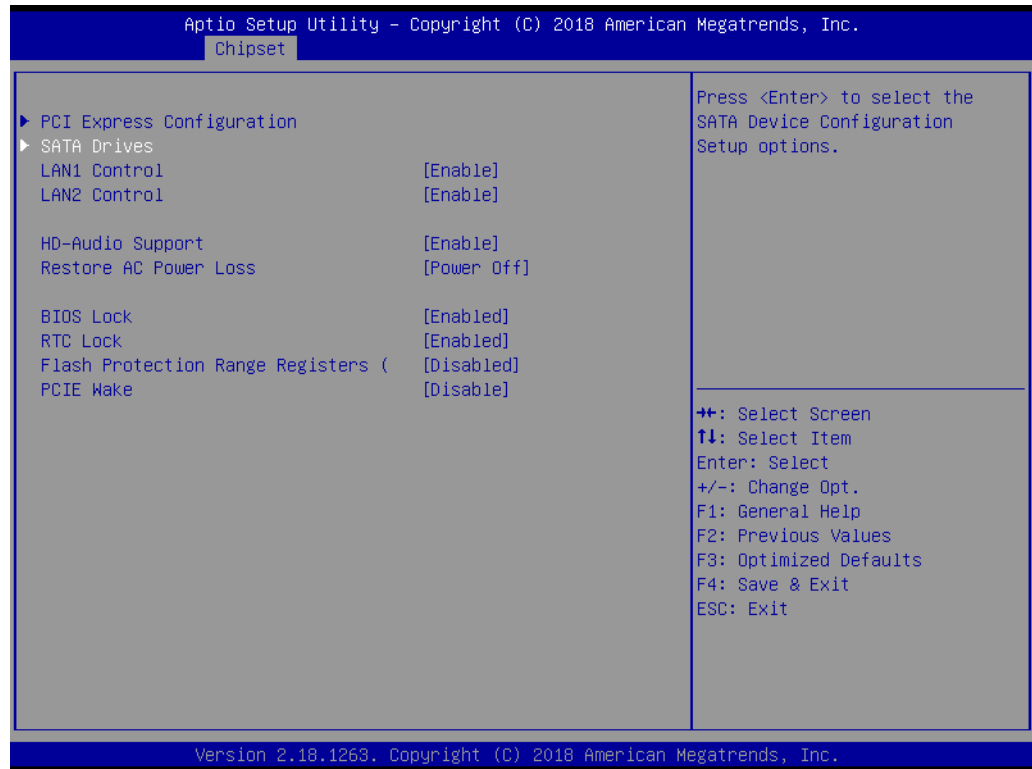 Aptio Setup Utility – Copyright (C) 2018 American Megatrends, Inc.
Chipset
PCI Express Configuration
SATA Drives
LAN1 Control [Enable]
LAN2 Control [Enable]
HD-Audio Support [Enable]
Restore AC Power Loss [Power Off]
BIOS Lock [Enabled]
RTC Lock [Enabled]
Flash Protection Range Registers ( [Disabled]
PCIE Wake [Disable]
Press <Enter> to select the
SATA Device Configuration
Setup options.
→←: Select Screen
↑↓: Select Item
Enter: Select
+/-: Change Opt.
F1: General Help
F2: Previous Values
F3: Optimized Defaults
F4: Save & Exit
ESC: Exit
Version 2.18.1263. Copyright (C) 2018 American Megatrends, Inc.